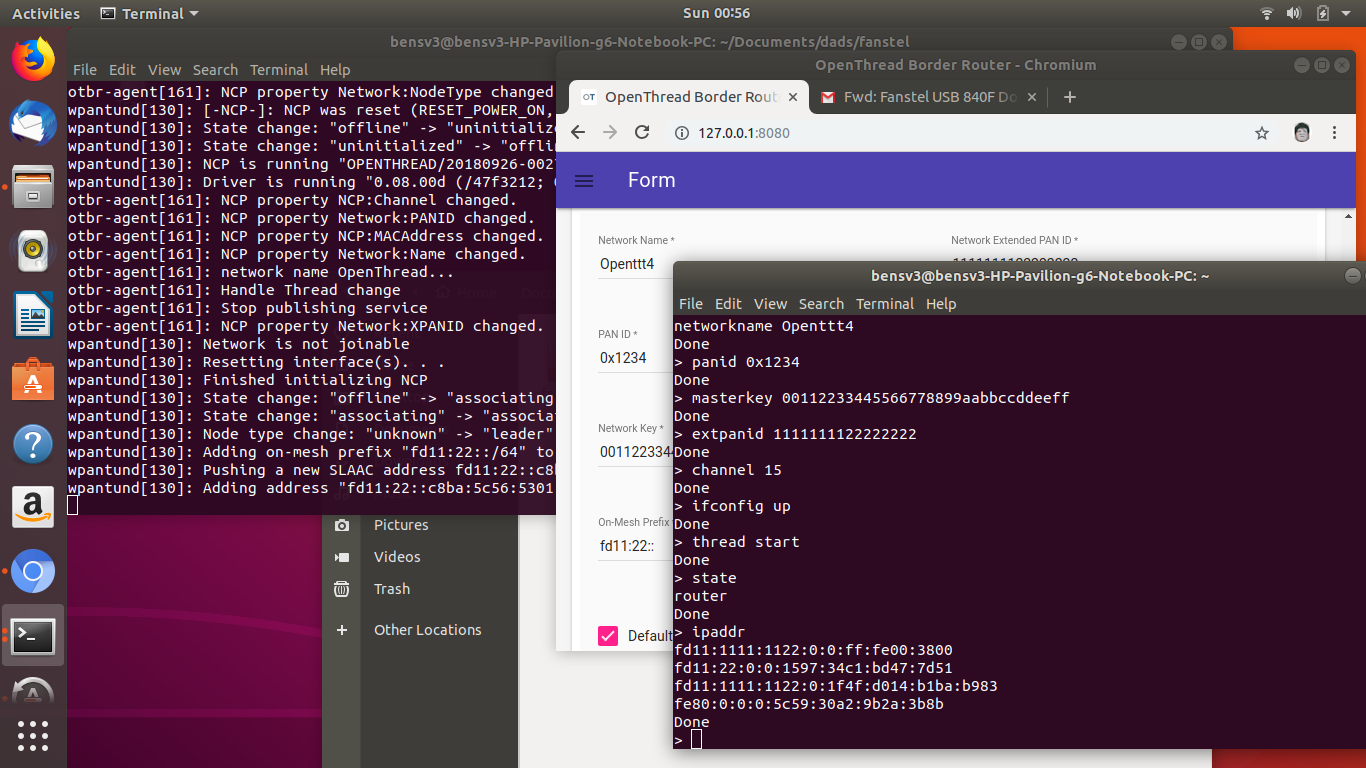 Activities
Terminal
Sun 00:56
bensv3@bensv3-HP-Pavilion-g6-Notebook-PC: ~/Documents/dads/fanstel
File Edit View Search Terminal Help
otbr-agent[161]: NCP property Network:NodeType changed
wpantund[130]: [-NCP-]: NCP was reset (RESET_POWER_ON,
wpantund[130]: State change: "offline" -> "uninitialize
wpantund[130]: State change: "uninitialized" -> "offlin
wpantund[130]: NCP is running "OPENTHREAD/20180926-002
wpantund[130]: Driver is running "0.08.00d (/47f3212;
otbr-agent[161]: NCP property NCP:Channel changed.
otbr-agent[161]: NCP property Network:PANID changed.
otbr-agent[161]: NCP property NCP:MACAddress changed.
otbr-agent[161]: NCP property Network:Name changed.
otbr-agent[161]: network name OpenThread...
otbr-agent[161]: Handle Thread change
otbr-agent[161]: Stop publishing service
otbr-agent[161]: NCP property Network:XPANID changed.
wpantund[130]: Network is not joinable
wpantund[130]: Resetting interface(s). . .
wpantund[130]: Finished initializing NCP
wpantund[130]: State change: "offline" -> "associating
wpantund[130]: State change: "associating" -> "associat
wpantund[130]: Node type change: "unknown" -> "leader"
wpantund[130]: Adding on-mesh prefix "fd11:22::/64" to
wpantund[130]: Pushing a new SLAAC address fd11:22::c8b
wpantund[130]: Adding address "fd11:22::c8ba:5c56:5301
Pictures
Videos
Trash
Other Locations
OpenThread Border Router - Chromium
OT OpenThread Border Rout
Fwd: Fanstel USB 840F Do
127.0.0.1:8080
Form
Network Name *
Openttt4
Network Extended PAN ID *
PAN ID *
0x1234
Network Key *
001122334
On-Mesh Prefix
fd11:22::
Default
bensv3@bensv3-HP-Pavilion-g6-Notebook-PC: ~
File Edit View Search Terminal Help
networkname Openttt4
Done
> panid 0x1234
Done
> masterkey 00112233445566778899aabbccddeeff
Done
> extpanid 1111111122222222
Done
> channel 15
Done
> ifconfig up
Done
> thread start
Done
> state
router
Done
> ipaddr
fd11:1111:1122:0:0:ff:fe00:3800
fd11:22:0:0:1597:34c1:bd47:7d51
fd11:1111:1122:0:1f4f:d014:b1ba:b983
fe80:0:0:0:5c59:30a2:9b2a:3b8b
Done
>